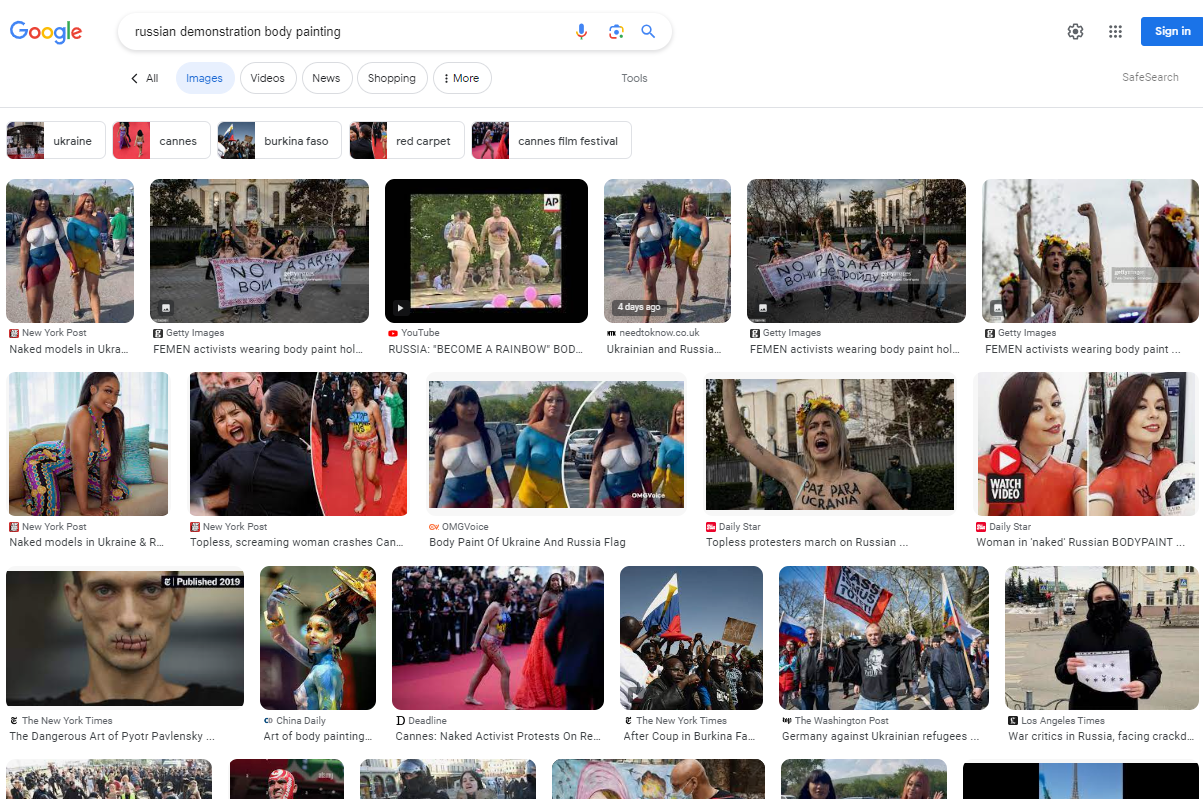 Google
russian demonstration body painting
Sign in
All
Images
Videos
News
Shopping
More
Tools
SafeSearch
ukraine
cannes
burkina faso
red carpet
cannes film festival
NO PASAREN
AP
4 days ago
NO PASARAN
gettyimages
New York Post
Naked models in Ukra...
Getty Images
FEMEN activists wearing body paint hol...
YouTube
RUSSIA: "BECOME A RAINBOW" BOD...
needtoknow.co.uk
Ukrainian and Russia...
Getty Images
FEMEN activists wearing body paint hol...
Getty Images
FEMEN activists wearing body paint ...
OMGVoice
PAZ PARA
UCRANIA
WATCH
VIDEO
New York Post
Naked models in Ukraine & R...
New York Post
Topless, screaming woman crashes Can...
OMGVoice
Body Paint Of Ukraine And Russia Flag
Daily Star
Topless protesters march on Russian ...
Daily Star
Woman in 'naked' Russian BODYPAINT ...
Published 2019
The New York Times
The Dangerous Art of Pyotr Pavlensky ...
China Daily
Art of body painting...
Deadline
Cannes: Naked Activist Protests On Re...
The New York Times
After Coup in Burkina Fa...
The Washington Post
Germany against Ukrainian refugees ...
Los Angeles Times
War critics in Russia, facing crackd...